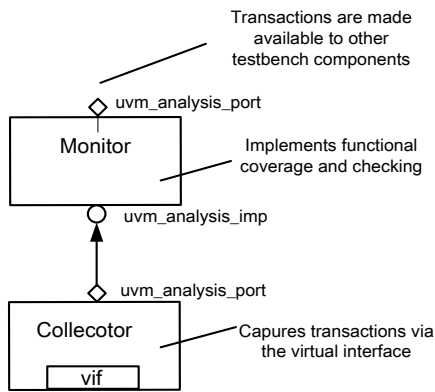 Transactions are made
available to other
testbench components
uvm_analysis_port
Monitor
Implements functional
coverage and checking
uvm_analysis_imp
uvm_analysis_port
Collecotor
Capures transactions via
the virtual interface
vif